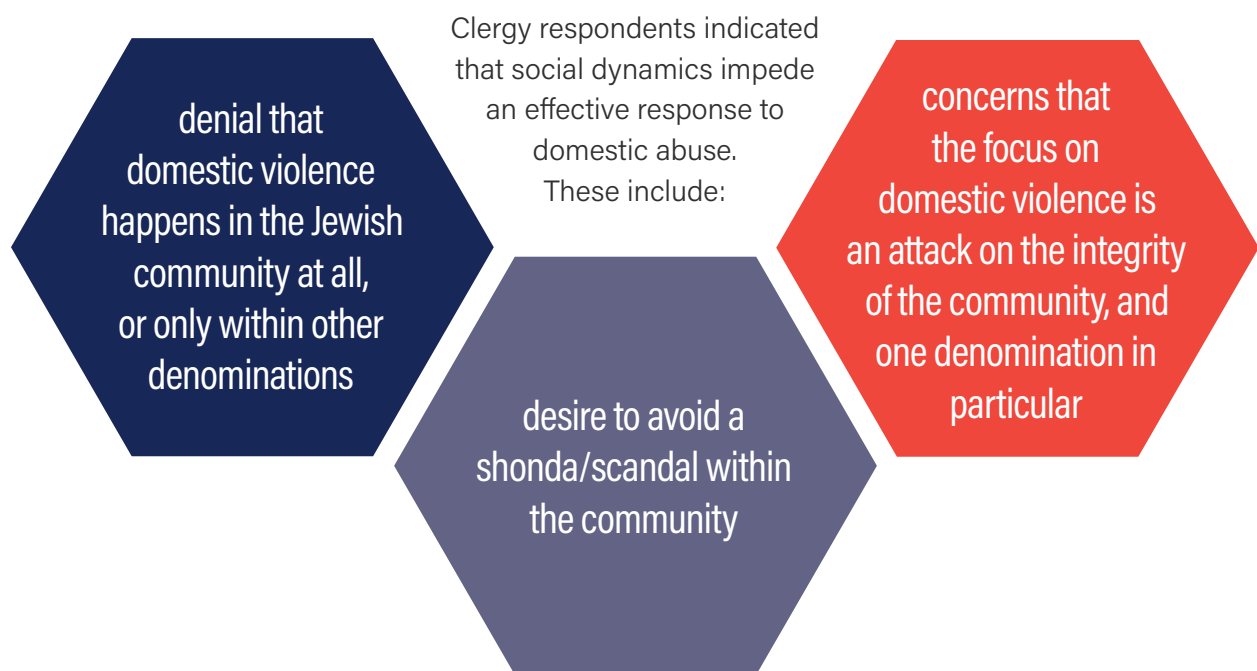 Clergy respondents indicated
that social dynamics impede
an effective response to
domestic abuse.
These include:
denial that
domestic violence
happens in the Jewish
community at all,
or only within other
denominations
desire to avoid a
shonda/scandal within
the community
concerns that
the focus on
domestic violence is
an attack on the integrity
of the community, and
one denomination in
particular